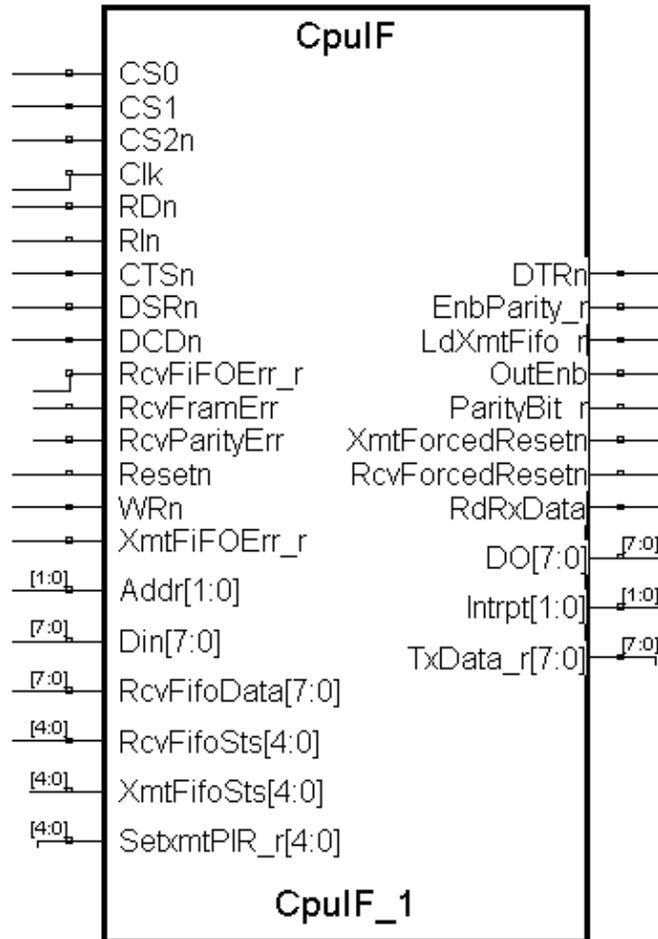 CpuIF
CS0
CS1
CS2n
Clk
RDn
RIn
CTSn
DSRn
DCDn
RcvFiFOErr_r
RcvFramErr
RcvParityErr
Resetn
WRn
XmtFiFOErr_r
[1:0] Addr[1:0]
[7:0] Din[7:0]
[7:0] RcvFifoData[7:0]
[4:0] RcvFifoSts[4:0]
[4:0] XmtFifoSts[4:0]
[4:0] SetxmtPIR_r[4:0]
DTRn
EnbParity_r
LdXmtFifo_r
OutEnb
ParityBit_r
XmtForcedResetn
RcvForcedResetn
RdRxData
DO[7:0] [7:0]
Intrpt[1:0] [1:0]
TxData_r[7:0] [7:0]
CpuIF_1